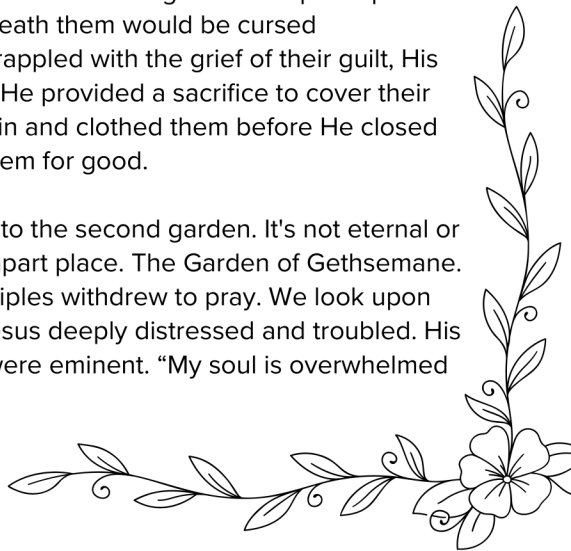 eath them would be cursed
rappled with the grief of their guilt, His
He provided a sacrifice to cover their
in and clothed them before He closed
em for good.
to the second garden. It's not eternal or
apart place. The Garden of Gethsemane.
iples withdrew to pray. We look upon
esus deeply distressed and troubled. His
were eminent. “My soul is overwhelmed